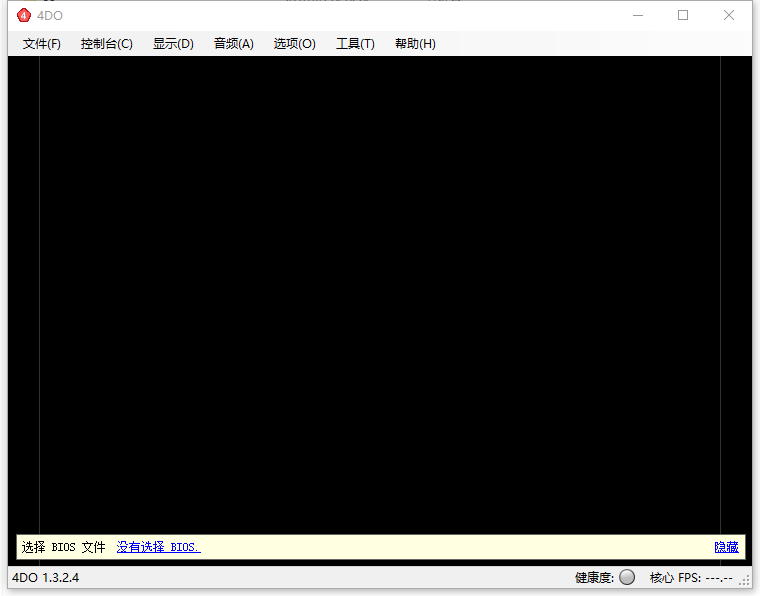 4DO
文件(F) 控制台(C) 显示(D) 音频(A) 选项(O) 工具(T) 帮助(H)
选择 BIOS 文件 没有选择 BIOS. 隐藏
4DO 1.3.2.4 健康度: 核心 FPS: ---.--